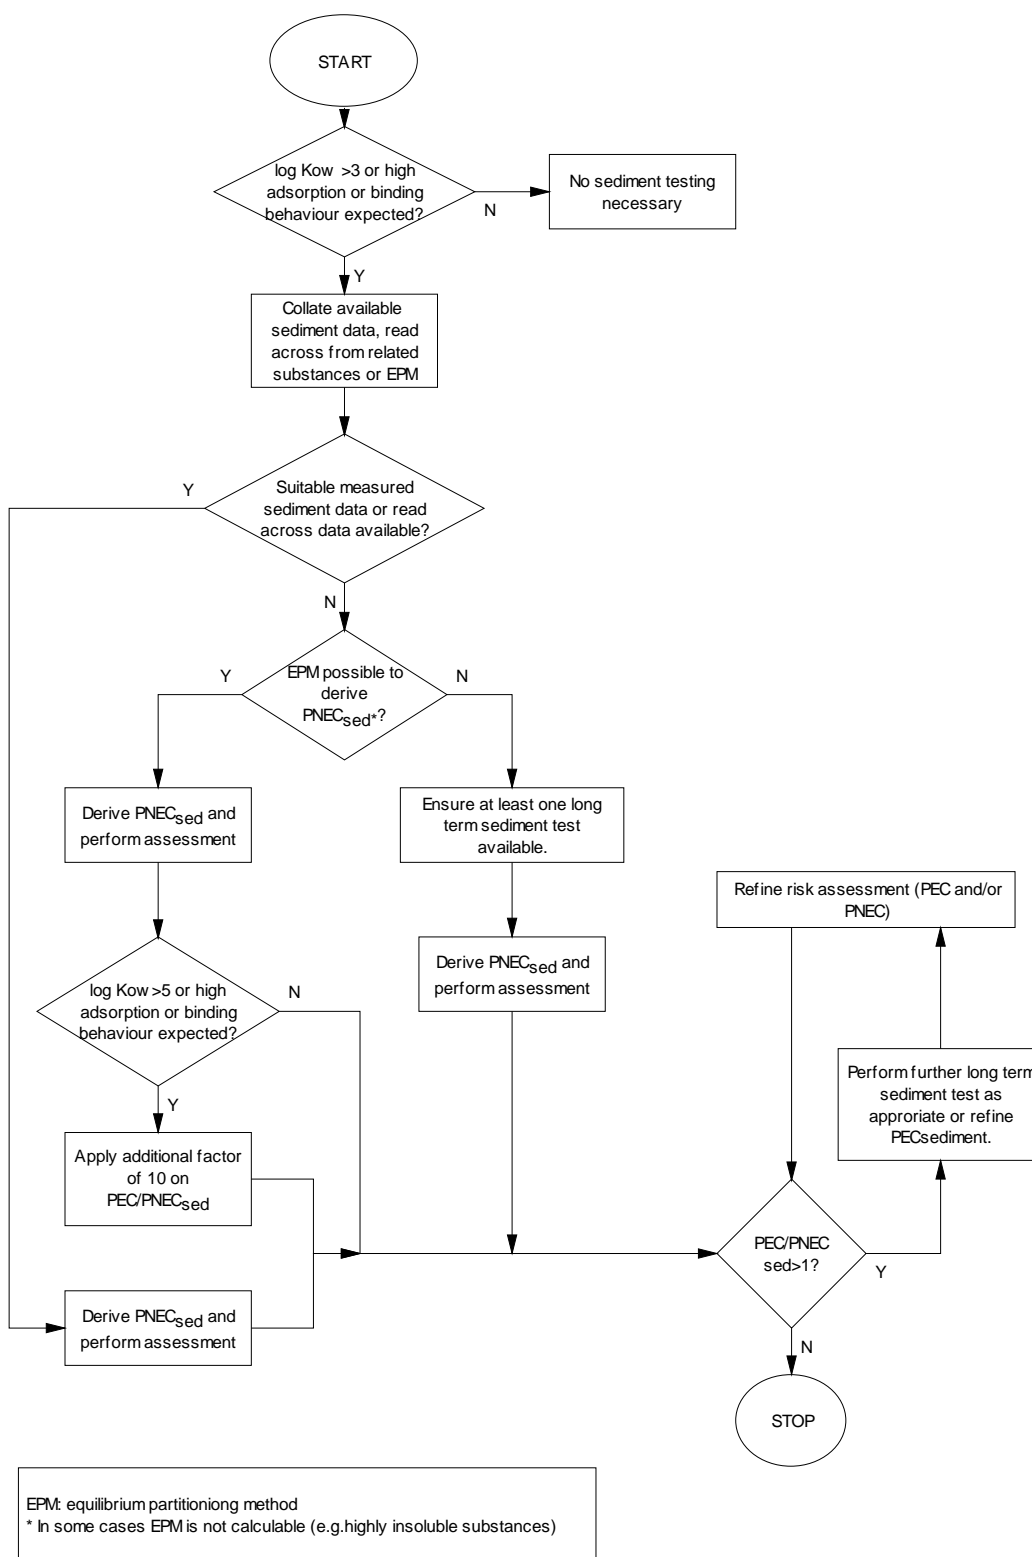 START
log Kow >3 or high
adsorption or binding
behaviour expected?
N
No sediment testing
necessary
Y
Collate available
sediment data, read
across from related
substances or EPM
Y
Suitable measured
sediment data or read
across data available?
N
Y
EPM possible to
derive
PNECsed*?
N
Derive PNECsed and
perform assessment
Ensure at least one long
term sediment test
available.
Refine risk assessment (PEC and/or
PNEC)
Derive PNECsed and
perform assessment
log Kow >5 or high
adsorption or binding
behaviour expected?
N
Y
Perform further long term
sediment test as
approriate or refine
PECsediment.
Apply additional factor
of 10 on
PEC/PNECsed
PEC/PNEC
sed>1?
Y
Derive PNECsed and
perform assessment
N
STOP
EPM: equilibrium partitioniong method
* In some cases EPM is not calculable (e.g.highly insoluble substances)